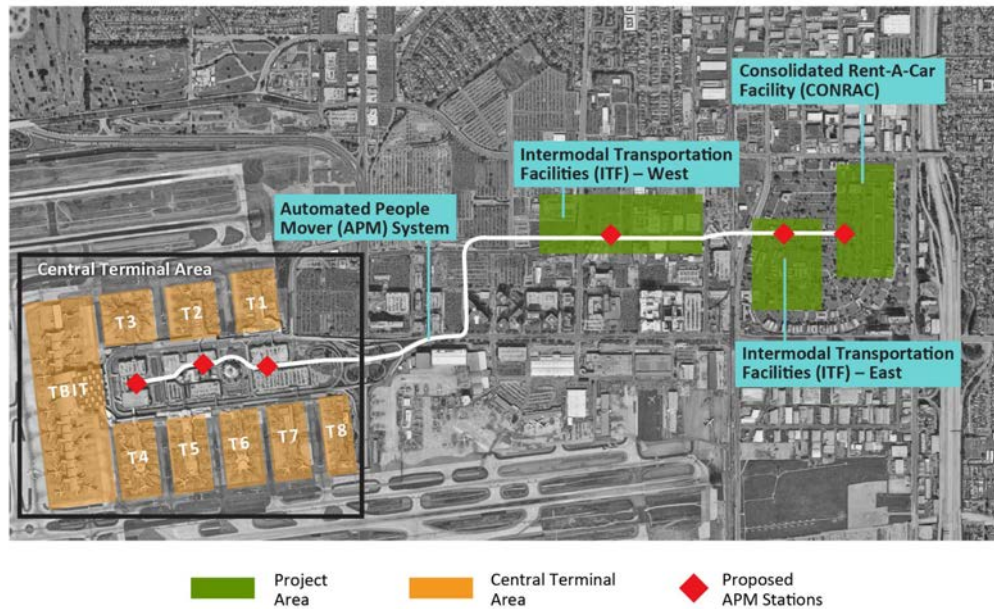 Consolidated Rent-A-Car
Facility (CONRAC)
Intermodal Transportation
Facilities (ITF) – West
Automated People
Mover (APM) System
Central Terminal Area
T3
T2
T1
TBIT
T4
T5
T6
T7
T8
Intermodal Transportation
Facilities (ITF) – East
Project
Area
Central Terminal
Area
Proposed
APM Stations